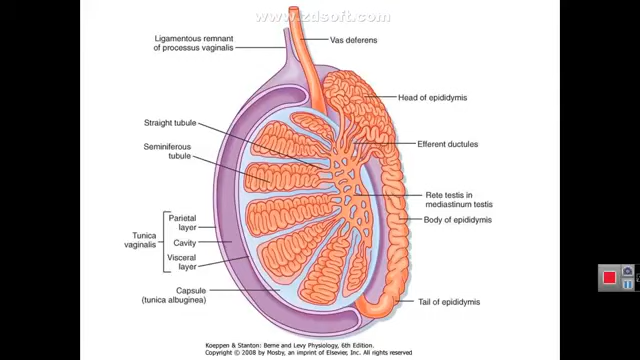 www.zdsoft.com
Ligamentous remnant
of processus vaginalis
Vas deferens
Head of epididymis
Straight tubule
Efferent ductules
Seminiferous
tubule
Rete testis in
mediastinum testis
Body of epididymis
Tunica
vaginalis
Parietal
layer
Cavity
Visceral
layer
Capsule
(tunica albuginea)
Tail of epididymis
Koeppen & Stanton: Berne and Levy Physiology, 6th Edition.
Copyright © 2008 by Mosby, an imprint of Elsevier, Inc. All rights reserved